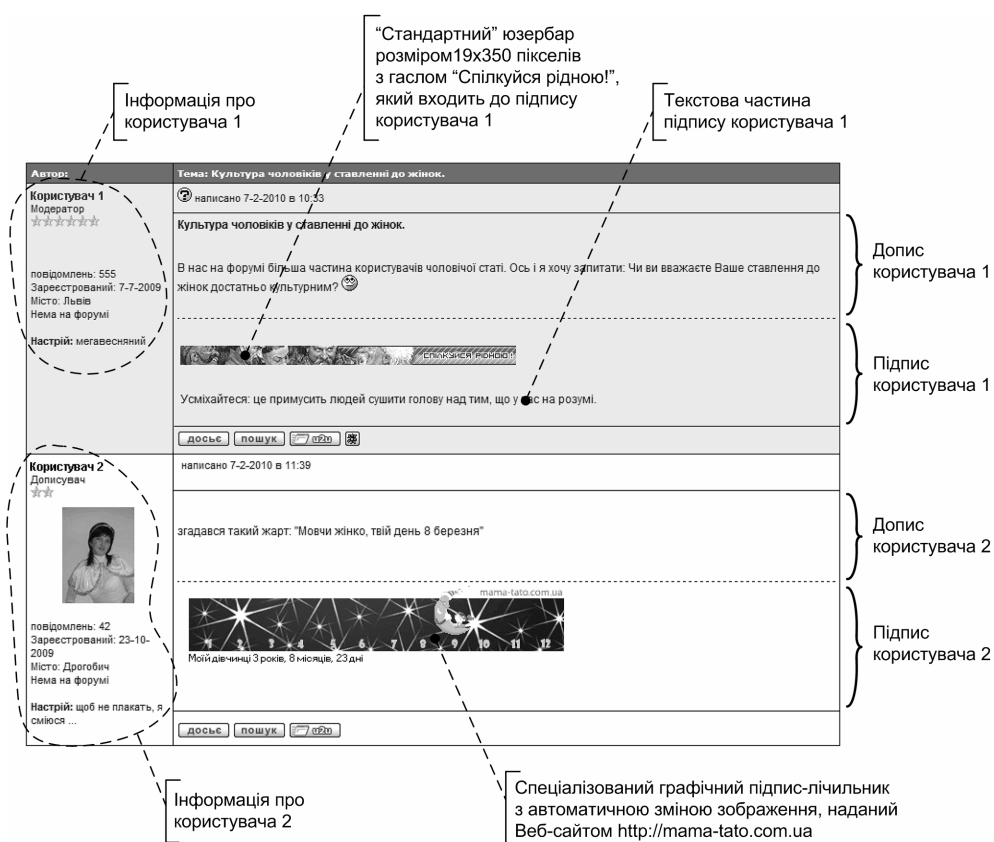 “Стандартний” юзербар
розміром19х350 пікселів
з гаслом “Спілкуйся рідною!”,
який входить до підпису
користувача 1
Інформація про
користувача 1
Текстова частина
підпису користувача 1
Автор:
Тема: Культура чоловіків у ставленні до жінок.
Користувач 1
Модератор
повідомлень: 555
Зареєстрований: 7-7-2009
Місто: Львів
Нема на форумі
Настрій: мегавесняний
написано 7-2-2010 в 10:33
Культура чоловіків у ставленні до жінок.
В нас на форумі більша частина користувачів чоловічої статі. Ось і я хочу запитати: Чи ви вважаєте Ваше ставлення до
жінок достатньо культурним?
СПІЛКУЙСЯ РІДНОЮ!
Усміхайтеся: це примусить людей сушити голову над тим, що у вас на розумі.
досьє пошук u2u
Допис
користувача 1
Підпис
користувача 1
Користувач 2
Дописувач
повідомлень: 42
Зареєстрований: 23-10-
2009
Місто: Дрогобич
Нема на форумі
Настрій: щоб не плакать, я
сміюся ...
написано 7-2-2010 в 11:39
згадався такий жарт: "Мовчи жінко, твій день 8 березня"
mama-tato.com.ua
1 2 3 4 5 6 7 8 9 10 11 12
Моїй дівчинці 3 років, 8 місяців, 23 дні
досьє пошук u2u
Допис
користувача 2
Підпис
користувача 2
Інформація про
користувача 2
Спеціалізований графічний підпис-лічильник
з автоматичною зміною зображення, наданий
Веб-сайтом http://mama-tato.com.ua